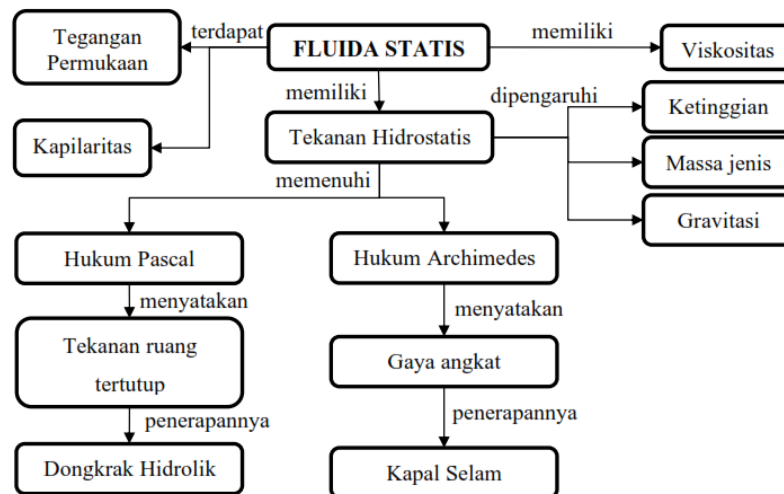 Tegangan
Permukaan
terdapat
FLUIDA STATIS
memiliki
Viskositas
memiliki
dipengaruhi
Ketinggian
Kapilaritas
Tekanan Hidrostatis
Massa jenis
memenuhi
Gravitasi
Hukum Pascal
Hukum Archimedes
menyatakan
menyatakan
Tekanan ruang
tertutup
Gaya angkat
penerapannya
penerapannya
Dongkrak Hidrolik
Kapal Selam